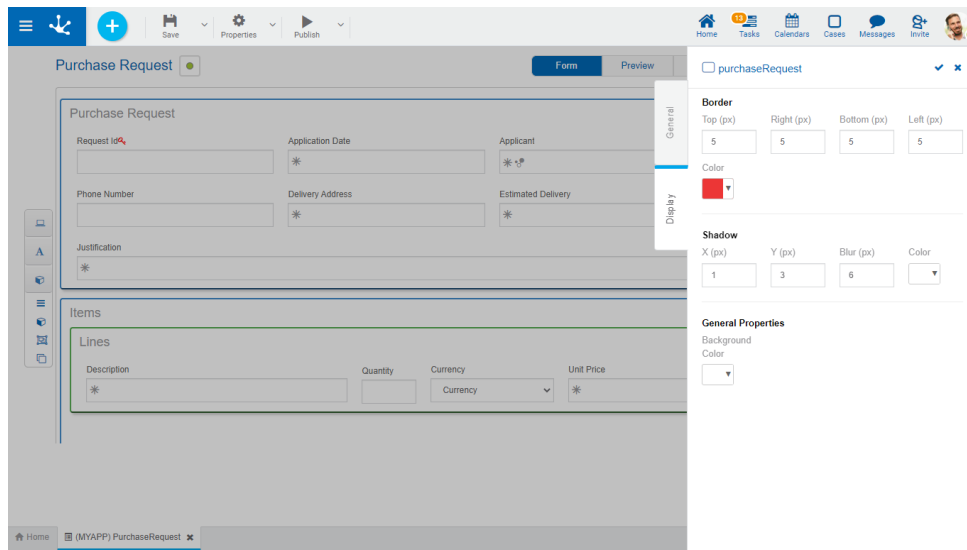 Save
Properties
Publish
Home
13
Tasks
Calendars
Cases
Messages
Invite
Purchase Request
Form
Preview
Purchase Request
Request Id
Application Date
Applicant
Phone Number
Delivery Address
Estimated Delivery
Justification
Items
Lines
Description
Quantity
Currency
Unit Price
Currency
A
General
Display
purchaseRequest
Border
Top (px)
Right (px)
Bottom (px)
Left (px)
5
5
5
5
Color
Shadow
X (px)
Y (px)
Blur (px)
Color
1
3
6
General Properties
Background
Color
Home
(MYAPP) PurchaseRequest